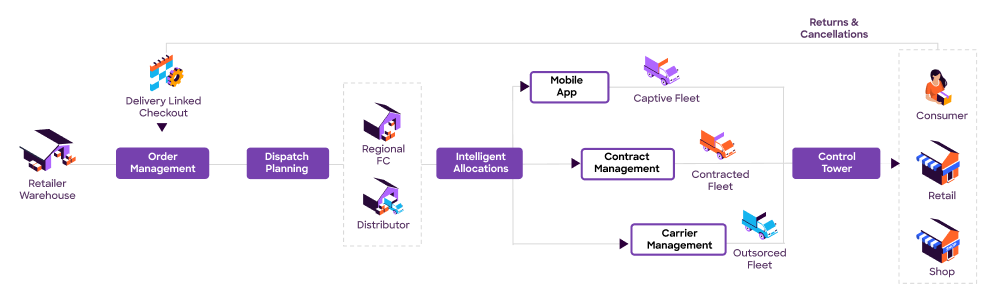 Returns &
Cancellations
Delivery Linked
Checkout
Retailer
Warehouse
Order
Management
Dispatch
Planning
Regional
FC
Distributor
Intelligent
Allocations
Mobile
App
Captive Fleet
Contract
Management
Contracted
Fleet
Carrier
Management
Outsorced
Fleet
Control
Tower
Consumer
Retail
Shop